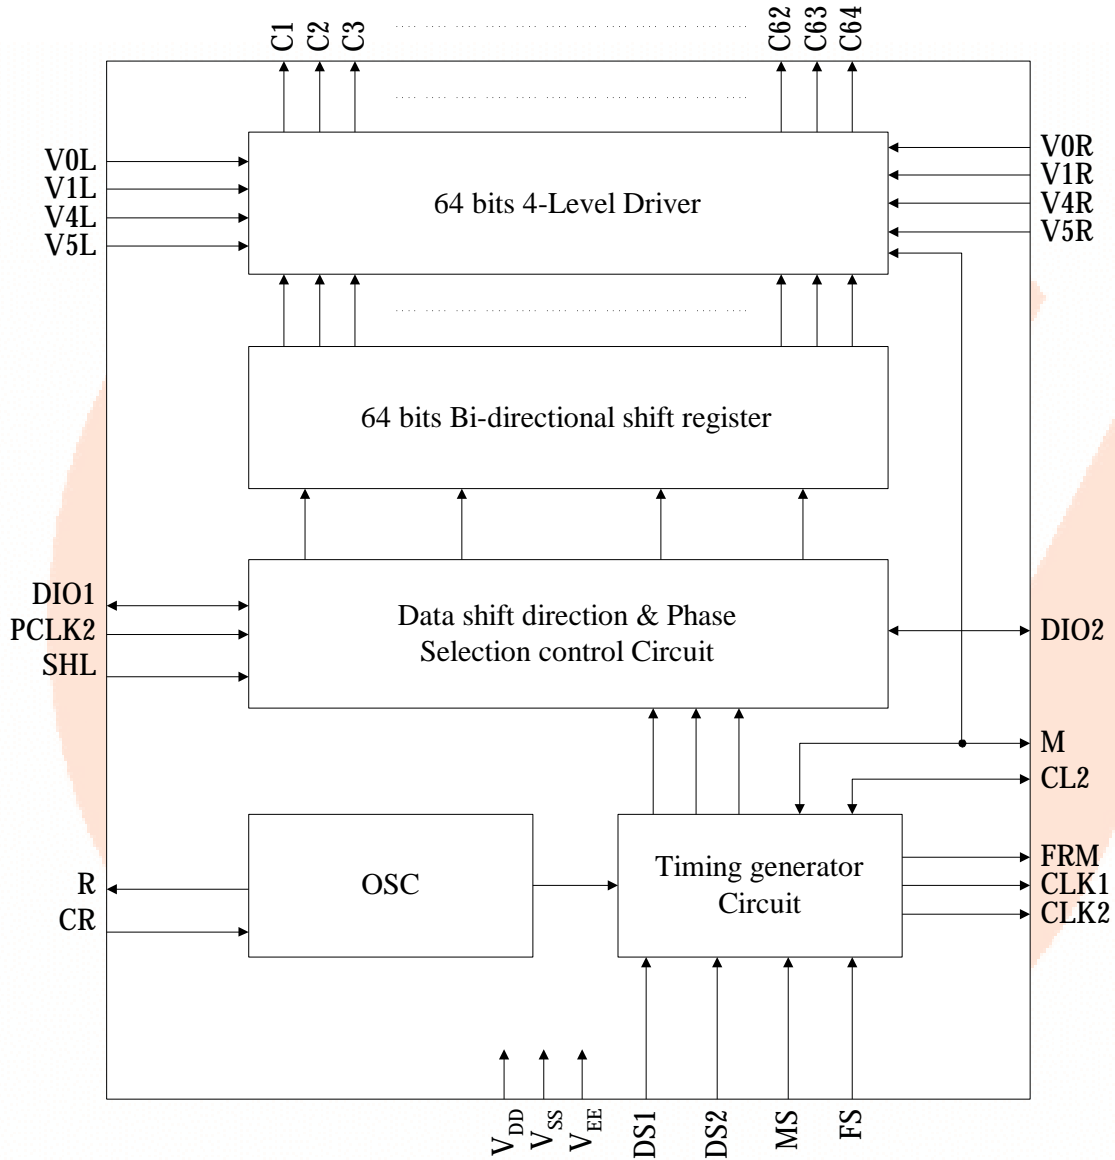 C1 C2 C3 C62 C63 C64
V0L
V1L
V4L
V5L
64 bits 4-Level Driver
V0R
V1R
V4R
V5R
64 bits Bi-directional shift register
DIO1
PCLK2
SHL
Data shift direction & Phase
Selection control Circuit
DIO2
M
CL2
R
CR
OSC
Timing generator
Circuit
FRM
CLK1
CLK2
VDD VSS VEE DS1 DS2 MS FS